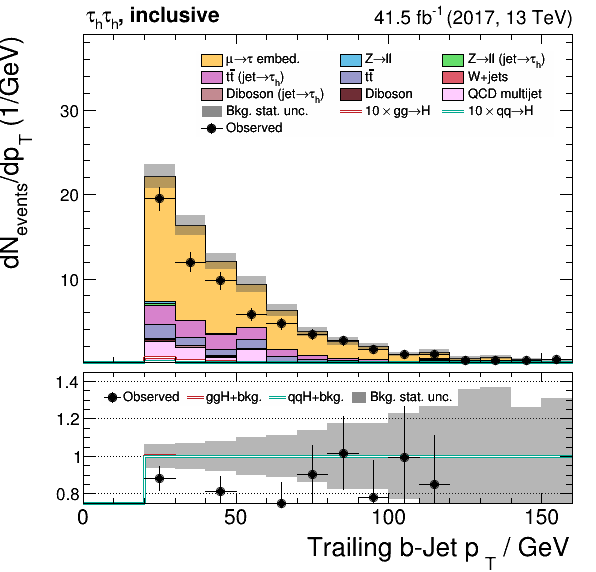 τhτh, inclusive 41.5 fb-1 (2017, 13 TeV)
dNevents/dpT (1/GeV)
μ→τ embed. Z→ll Z→ll (jet→τh)
tt̄ (jet→τh) tt̄ W+jets
Diboson (jet→τh) Diboson QCD multijet
Bkg. stat. unc. 10 × gg→H 10 × qq→H
Observed
30
20
10
1.4
Observed ggH+bkg. qqH+bkg. Bkg. stat. unc.
1.2
1
0.8
0 50 100 150
Trailing b-Jet pT / GeV